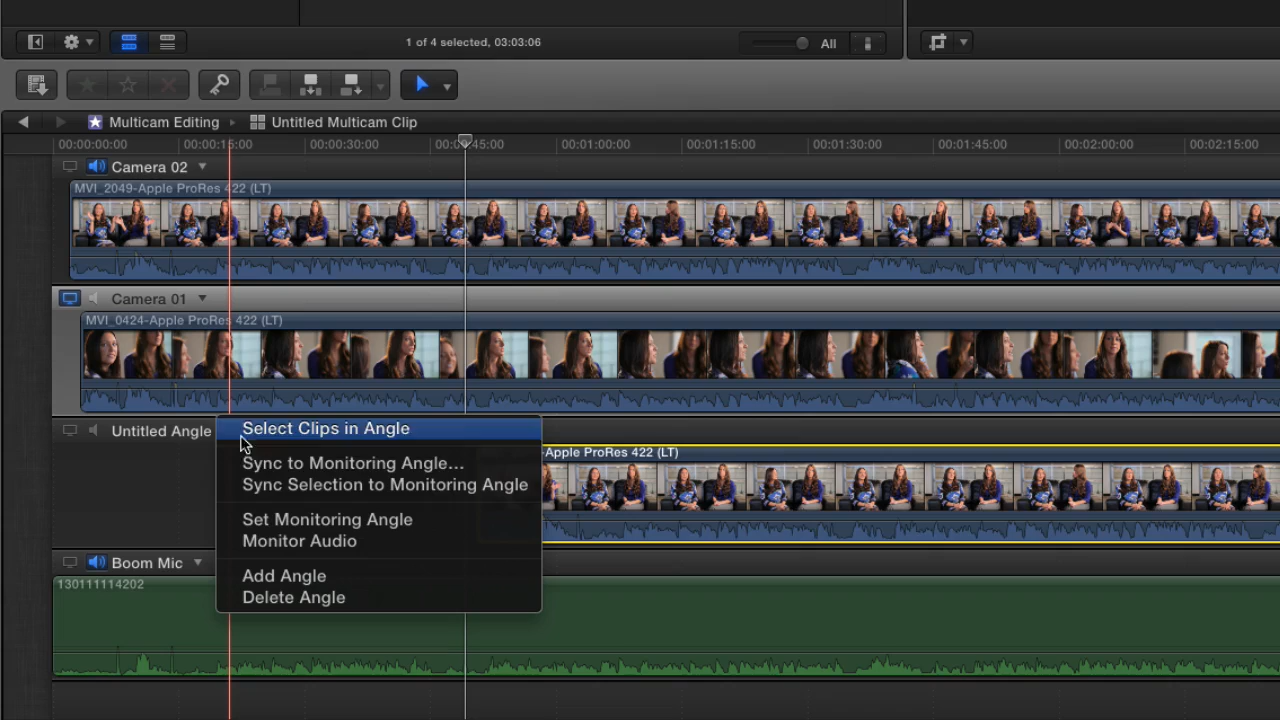 1 of 4 selected, 03:03:06
All
Multicam Editing
Untitled Multicam Clip
00:00:00:00
00:00:15:00
00:00:30:00
00:00:45:00
00:01:00:00
00:01:15:00
00:01:30:00
00:01:45:00
00:02:00:00
00:02:15:00
Camera 02
MVI_2049-Apple ProRes 422 (LT)
Camera 01
MVI_0424-Apple ProRes 422 (LT)
Untitled Angle
Select Clips in Angle
Apple ProRes 422 (LT)
Sync to Monitoring Angle...
Sync Selection to Monitoring Angle
Set Monitoring Angle
Monitor Audio
Boom Mic
Add Angle
130111114202
Delete Angle